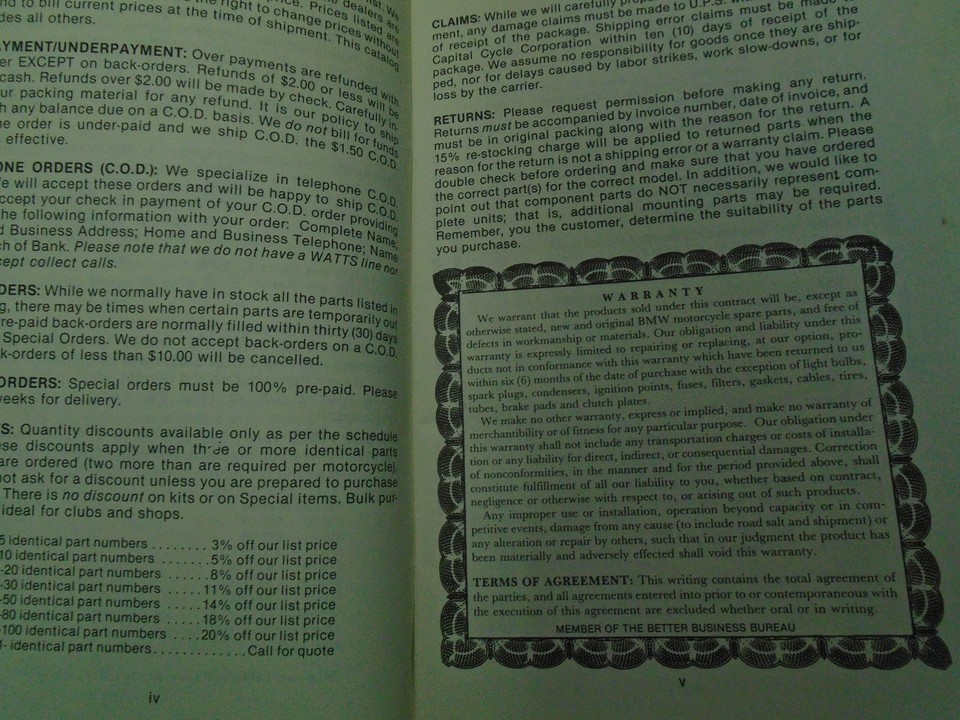 to bill current prices at the time of shipment. This catalog
des all others.
AYMENT/UNDERPAYMENT: Over payments are refunded with
er EXCEPT on back-orders. Refunds of $2.00 or less will be
cash. Refunds over $2.00 will be made by check. Carefully in-
ur packing material for any refund. It is our policy to ship
h any balance due on a C.O.D. basis. We do not bill for funds
he order is under-paid and we ship C.O.D. the $1.50 C.O.D.
effective.
ONE ORDERS (C.O.D.): We specialize in telephone C.O.D.
e will accept these orders and will be happy to ship C.O.D.
ccept your check in payment of your C.O.D. order providing
he following information with your order: Complete Name;
d Business Address; Home and Business Telephone; Name
ch of Bank. Please note that we do not have a WATTS line nor
cept collect calls.
DERS: While we normally have in stock all the parts listed in
g, there may be times when certain parts are temporarily out
re-paid back-orders are normally filled within thirty (30) days
Special Orders. We do not accept back-orders on a C.O.D.
k-orders of less than $10.00 will be cancelled.
ORDERS: Special orders must be 100% pre-paid. Please
weeks for delivery.
TS: Quantity discounts available only as per the schedule
ese discounts apply when three or more identical parts
are ordered (two more than are required per motorcycle).
not ask for a discount unless you are prepared to purchase
There is no discount on kits or on Special items. Bulk pur-
ideal for clubs and shops.
5 identical part numbers ........ 3% off our list price
10 identical part numbers ....... 5% off our list price
-20 identical part numbers ..... 8% off our list price
-30 identical part numbers ..... 11% off our list price
-50 identical part numbers ..... 14% off our list price
-80 identical part numbers ..... 18% off our list price
-100 identical part numbers .... 20% off our list price
- identical part numbers ............. Call for quote
iv
CLAIMS: While we will carefully
ment, any damage claims must be made to U.P.S.
of receipt of the package. Shipping error claims must be made to
Capital Cycle Corporation within ten (10) days of receipt of the
package. We assume no responsibility for goods once they are ship-
ped, nor for delays caused by labor strikes, work slow-downs, or for
loss by the carrier.
RETURNS: Please request permission before making any return.
Returns must be accompanied by invoice number, date of invoice, and
must be in original packing along with the reason for the return. A
15% re-stocking charge will be applied to returned parts when the
reason for the return is not a shipping error or a warranty claim. Please
double check before ordering and make sure that you have ordered
the correct part(s) for the correct model. In addition, we would like to
point out that component parts do NOT necessarily represent com-
plete units; that is, additional mounting parts may be required.
Remember, you the customer, determine the suitability of the parts
you purchase.
WARRANTY
We warrant that the products sold under this contract will be, except as
otherwise stated, new and original BMW motorcycle spare parts, and free of
defects in workmanship or materials. Our obligation and liability under this
warranty is expressly limited to repairing or replacing, at our option, pro-
ducts not in conformance with this warranty which have been returned to us
within six (6) months of the date of purchase with the exception of light bulbs,
spark plugs, condensers, ignition points, fuses, filters, gaskets, cables, tires,
tubes, brake pads and clutch plates.
We make no other warranty, express or implied, and make no warranty of
merchantibility or of fitness for any particular purpose. Our obligation under
this warranty shall not include any transportation charges or costs of installa-
tion or any liability for direct, indirect, or consequential damages. Correction
of nonconformities, in the manner and for the period provided above, shall
constitute fulfillment of all our liability to you, whether based on contract,
negligence or otherwise with respect to, or arising out of such products.
Any improper use or installation, operation beyond capacity or in com-
petitive events, damage from any cause (to include road salt and shipment) or
any alteration or repair by others, such that in our judgment the product has
been materially and adversely effected shall void this warranty.
TERMS OF AGREEMENT: This writing contains the total agreement of
the parties, and all agreements entered into prior to or contemporaneous with
the execution of this agreement are excluded whether oral or in writing.
MEMBER OF THE BETTER BUSINESS BUREAU
v